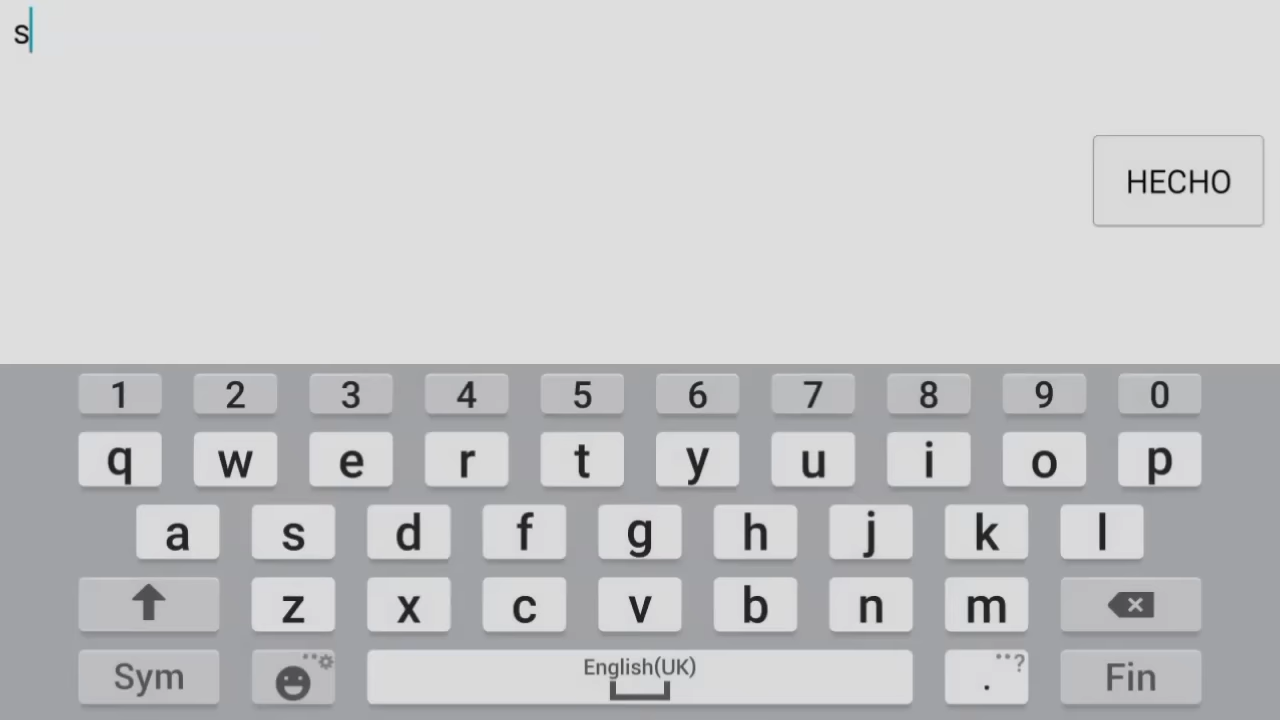 s
HECHO
1 2 3 4 5 6 7 8 9 0
q w e r t y u i o p
a s d f g h j k l
z x c v b n m
Sym English(UK) . ? Fin